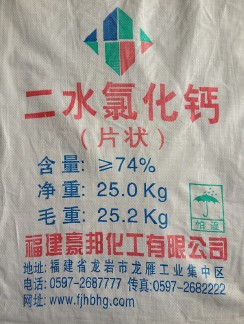 二水氯化钙
(片状)
含量: ≥74%
净重: 25.0 Kg
毛重: 25.2 Kg
怕湿
福建豪邦化工有限公司
地址: 福建省龙岩市龙雁工业集中区
电话: 0597-2687777 传真: 0597-2682222
网址: www.fjhbhg.com